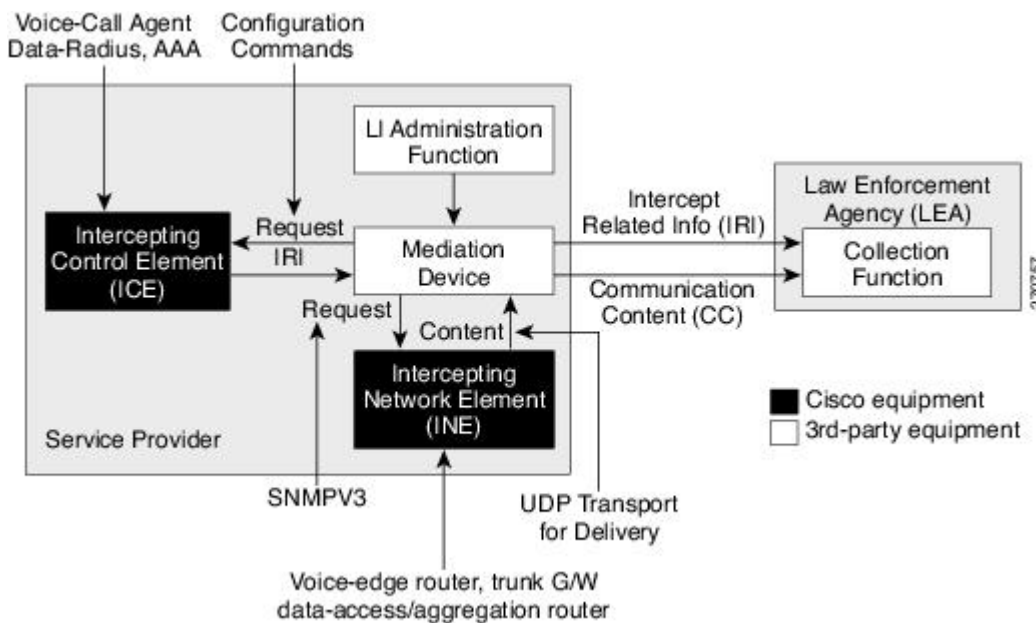 Voice-Call Agent
Data-Radius, AAA
Configuration
Commands
LI Administration
Function
Law Enforcement
Agency (LEA)
Intercept
Related Info (IRI)
Intercepting
Control Element
(ICE)
Request
IRI
Mediation
Device
Collection
Function
Communication
Content (CC)
Request
Content
Intercepting
Network Element
(INE)
Cisco equipment
3rd-party equipment
Service Provider
SNMPV3
UDP Transport
for Delivery
Voice-edge router, trunk G/W
data-access/aggregation router